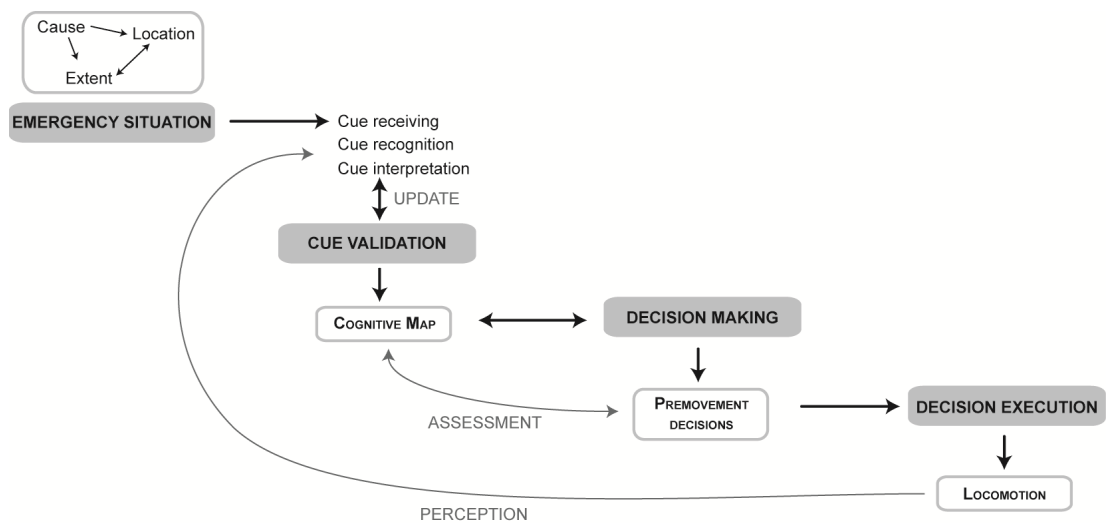 Cause
Location
Extent
EMERGENCY SITUATION
Cue receiving
Cue recognition
Cue interpretation
UPDATE
CUE VALIDATION
COGNITIVE MAP
DECISION MAKING
ASSESSMENT
PREMOVEMENT
DECISIONS
DECISION EXECUTION
LOCOMOTION
PERCEPTION